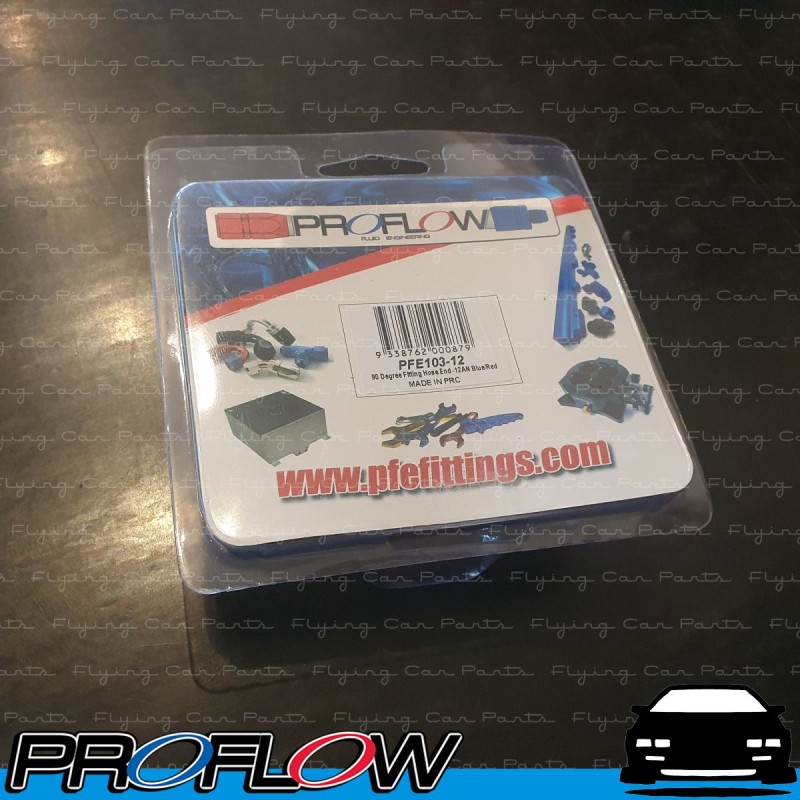 PROFLOW
FLUID ENGINEERING
9 338762 000879
PFE103-12
90 Degree Fitting Hose End -12AN Blue/Red
MADE IN PRC
www.pfefittings.com
Flying Car Parts
PROFLOW